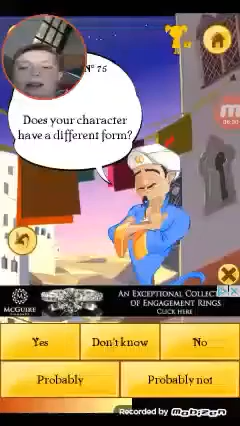 N° 75
Does your character
have a different form?
MCGUIRE
AN EXCEPTIONAL COLLEC
OF ENGAGEMENT RINGS
CLICK HERE
Yes
Don't know
No
Probably
Probably not
Recorded by Mobizen